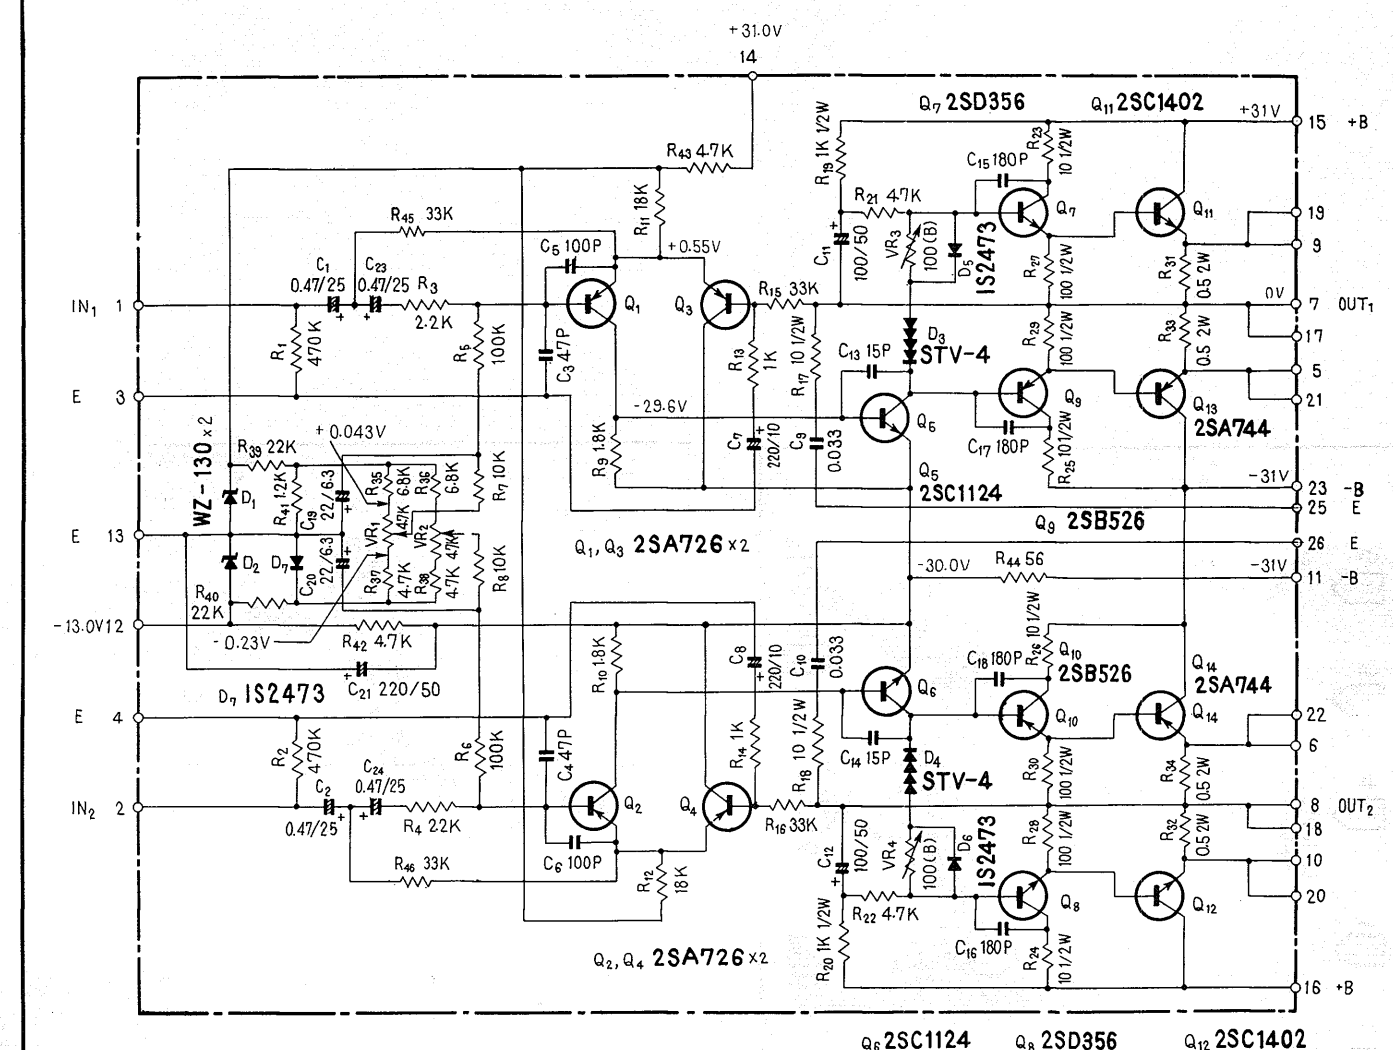 +31.0V
14
Q7 2SD356
Q11 2SC1402
+31V
15 +B
R43 4.7K
R19 1K 1/2W
C15 180P
R23
10 1/2W
R45 33K
R11 18K
R21 4.7K
Q7
Q11
19
C5 100P
+0.55V
C11
100/50
VR3
100(B)
D5
1S2473
R27
100 1/2W
9
C1
0.47/25
C23
0.47/25
R3
2.2K
R15 33K
R31
0.5 2W
0V
IN1 1
Q1
Q3
7 OUT1
R1
470K
R5
100K
C3 47P
R13
1K
R17 10 1/2W
D3
STV-4
R29
100 1/2W
R33
0.5 2W
17
C13 15P
5
E 3
-29.6V
Q5
Q9
Q13
2SA744
21
WZ-130 x2
+0.043V
R39 22K
R9 1.8K
C7
220/10
C9
0.033
C17 180P
R25 10 1/2W
D1
R41 1.2K
C19
22/6.3
R35
6.8K
R36
6.8K
R7 10K
Q5
2SC1124
-31V
23 -B
25 E
Q9 2SB526
E 13
VR1
47K
VR2
47K
Q1, Q3 2SA726 x2
26 E
D2
D7
C20
22/6.3
R37
4.7K
R38
4.7K
R8 10K
-30.0V
R44 56
-31V
11 -B
R40
22K
-13.0V 12
-0.23V
R42 4.7K
R10 1.8K
C8
220/10
C10
0.033
R26 10 1/2W
Q10
2SB526
C18 180P
Q14
2SA744
C21 220/50
D7 1S2473
Q6
E 4
Q10
Q14
22
R2
470K
R6
100K
C4 47P
R14 1K
R18 10 1/2W
C14 15P
D4
STV-4
R30
100 1/2W
R34
0.5 2W
6
C2
0.47/25
C24
0.47/25
Q2
Q4
IN2 2
R4 2.2K
R16 33K
8 OUT2
18
C6 100P
C12
100/50
VR4
100(B)
D6
1S2473
R28
100 1/2W
R32
0.5 2W
R46 33K
R12
18K
10
R22 4.7K
Q8
Q12
20
Q2, Q4 2SA726 x2
R20 1K 1/2W
C16 180P
R24
10 1/2W
16 +B
Q6 2SC1124
Q8 2SD356
Q12 2SC1402